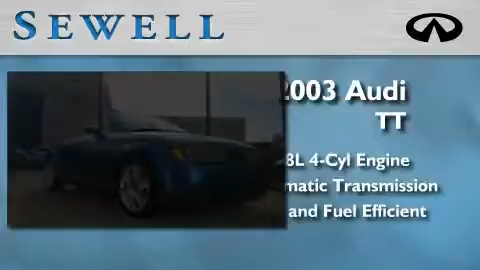 SEWELL
2003 Audi
TT
8L 4-Cyl Engine
matic Transmission
and Fuel Efficient